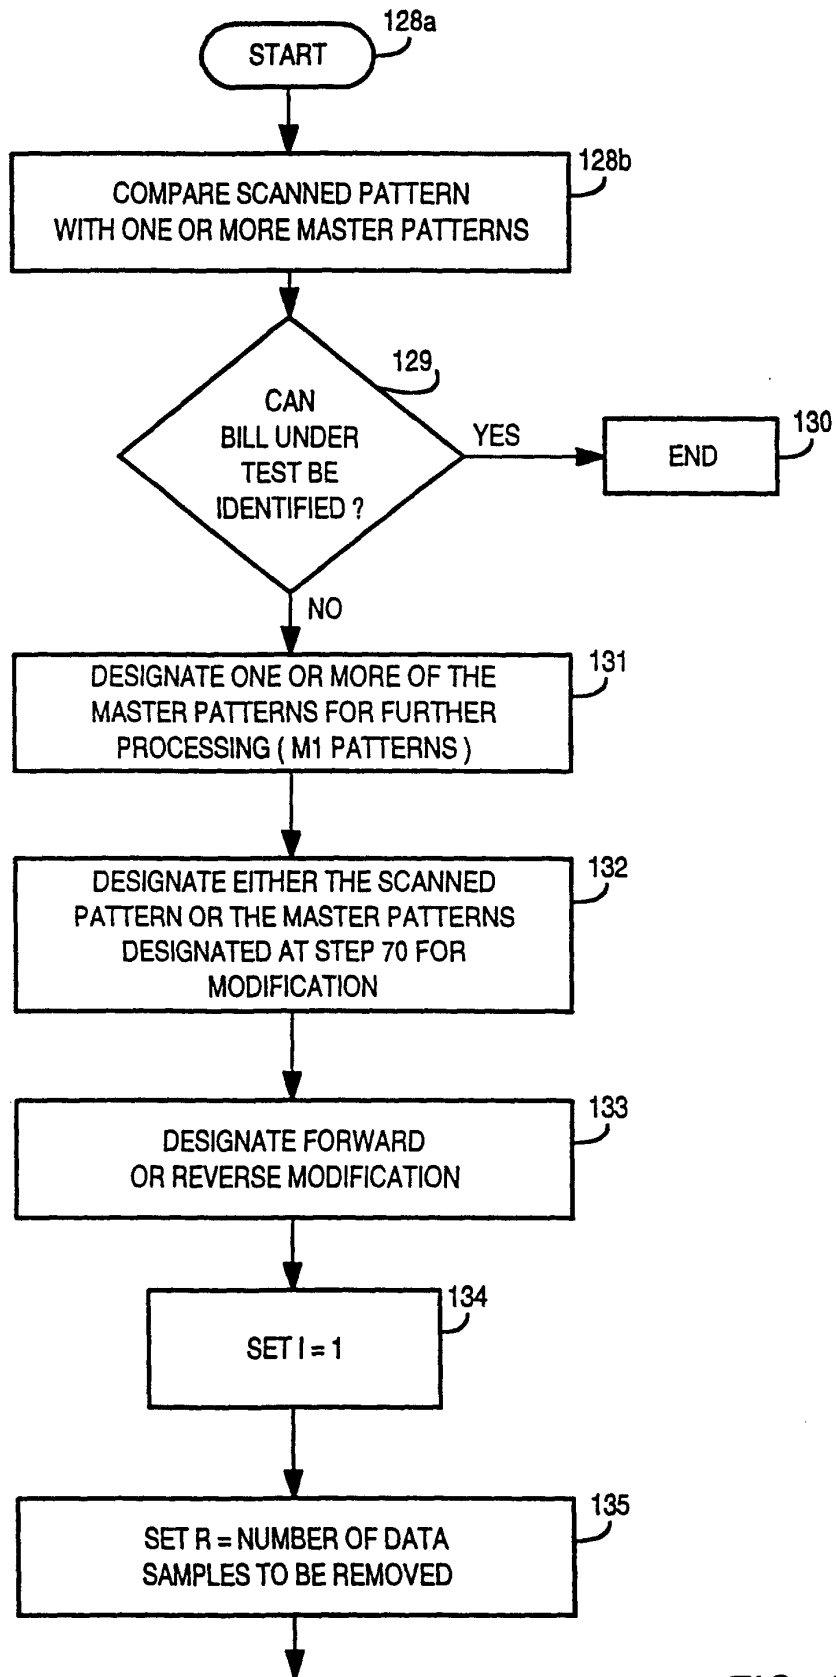 128a
START
128b
COMPARE SCANNED PATTERN
WITH ONE OR MORE MASTER PATTERNS
129
CAN
BILL UNDER
TEST BE
IDENTIFIED ?
YES
130
END
NO
131
DESIGNATE ONE OR MORE OF THE
MASTER PATTERNS FOR FURTHER
PROCESSING ( M1 PATTERNS )
132
DESIGNATE EITHER THE SCANNED
PATTERN OR THE MASTER PATTERNS
DESIGNATED AT STEP 70 FOR
MODIFICATION
133
DESIGNATE FORWARD
OR REVERSE MODIFICATION
134
SET I = 1
135
SET R = NUMBER OF DATA
SAMPLES TO BE REMOVED